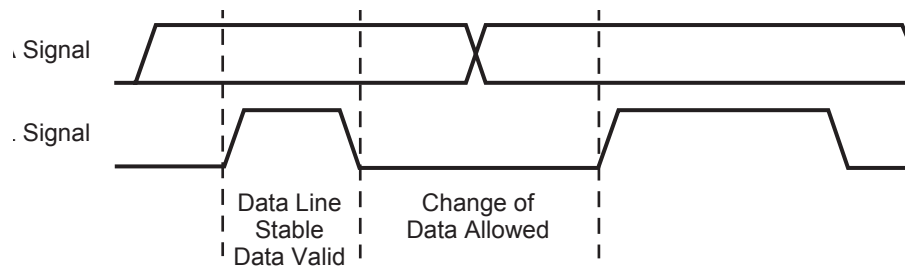 Signal
Signal
Data Line
Stable
Data Valid
Change of
Data Allowed